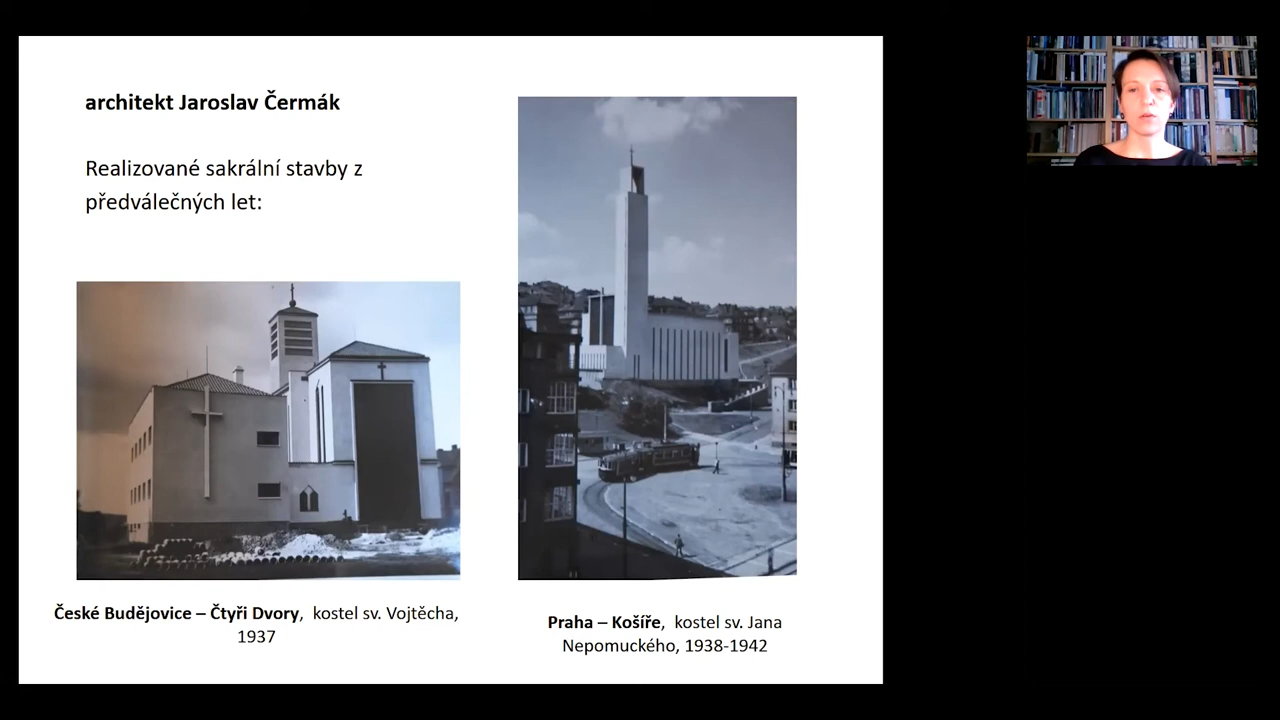 architekt Jaroslav Čermák
Realizované sakrální stavby z
předválečných let:
České Budějovice – Čtyři Dvory, kostel sv. Vojtěcha,
1937
Praha – Košíře, kostel sv. Jana
Nepomuckého, 1938-1942